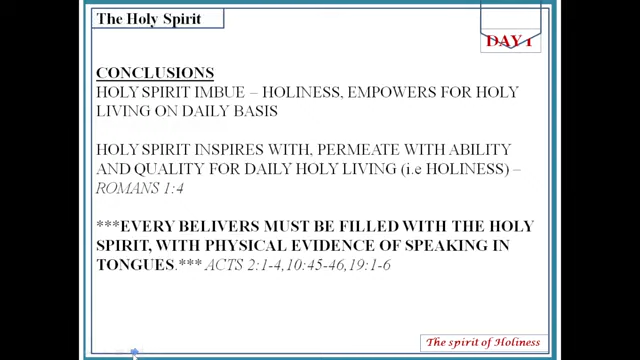 The Holy Spirit
DAY 1
CONCLUSIONS
HOLY SPIRIT IMBUE – HOLINESS, EMPOWERS FOR HOLY
LIVING ON DAILY BASIS
HOLY SPIRIT INSPIRES WITH, PERMEATE WITH ABILITY
AND QUALITY FOR DAILY HOLY LIVING (i.e HOLINESS) –
ROMANS 1:4
***EVERY BELIVERS MUST BE FILLED WITH THE HOLY
SPIRIT, WITH PHYSICAL EVIDENCE OF SPEAKING IN
TONGUES.*** ACTS 2:1-4,10:45-46,19:1-6
The spirit of Holiness